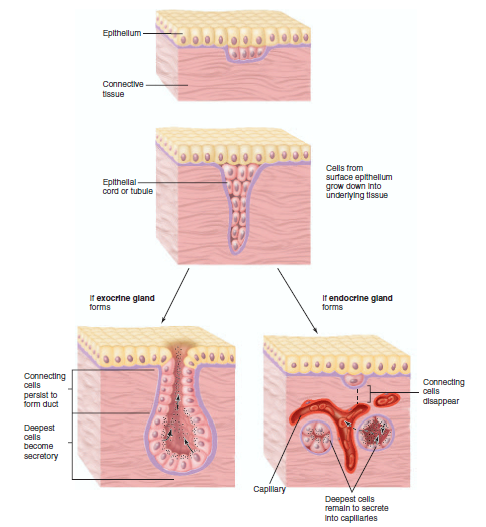 Epithelium
Connective
tissue
Epithelial
cord or tubule
Cells from
surface epithelium
grow down into
underlying tissue
If exocrine gland
forms
If endocrine gland
forms
Connecting
cells
persist to
form duct
Deepest
cells
become
secretory
Connecting
cells
disappear
Capillary
Deepest cells
remain to secrete
into capillaries